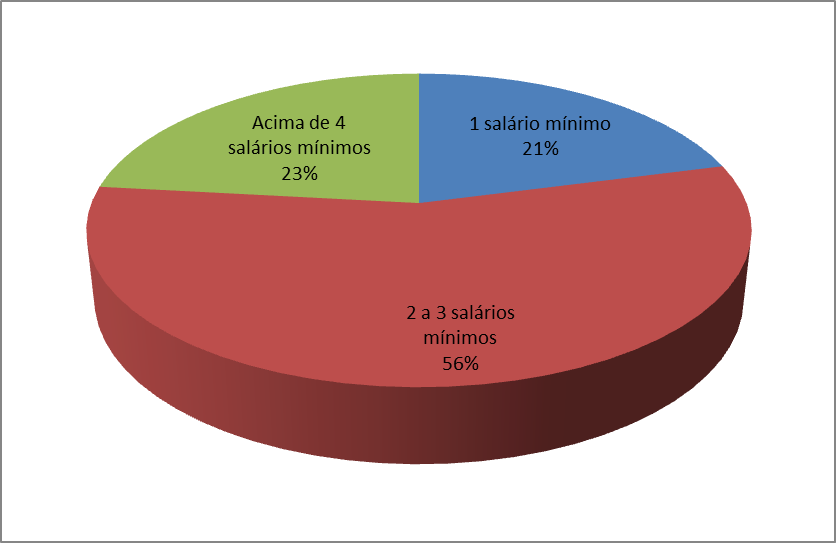 Acima de 4
salários mínimos
23%
1 salário mínimo
21%
2 a 3 salários
mínimos
56%